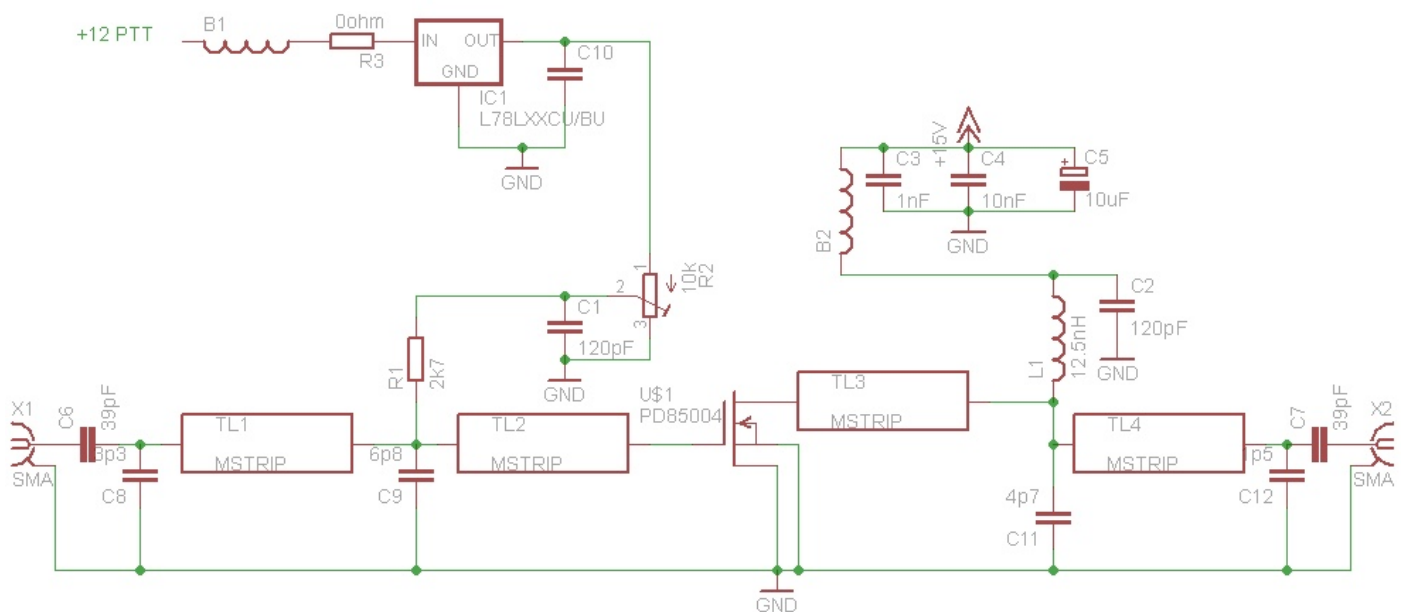 B1
0ohm
+12 PTT
R3
IN
OUT
GND
C10
IC1
L78LXXCU/BU
GND
+15V
C3
C4
C5
+
1nF
10nF
10uF
B2
GND
1
2
3
10k
R2
C1
120pF
GND
R1
2k7
C2
120pF
GND
L1
12.5nH
X1
C6
39pF
3p3
SMA
C8
TL1
MSTRIP
6p8
C9
TL2
MSTRIP
U$1
PD85004
TL3
MSTRIP
TL4
MSTRIP
4p7
C11
1p5
C12
C7
39pF
X2
SMA
GND